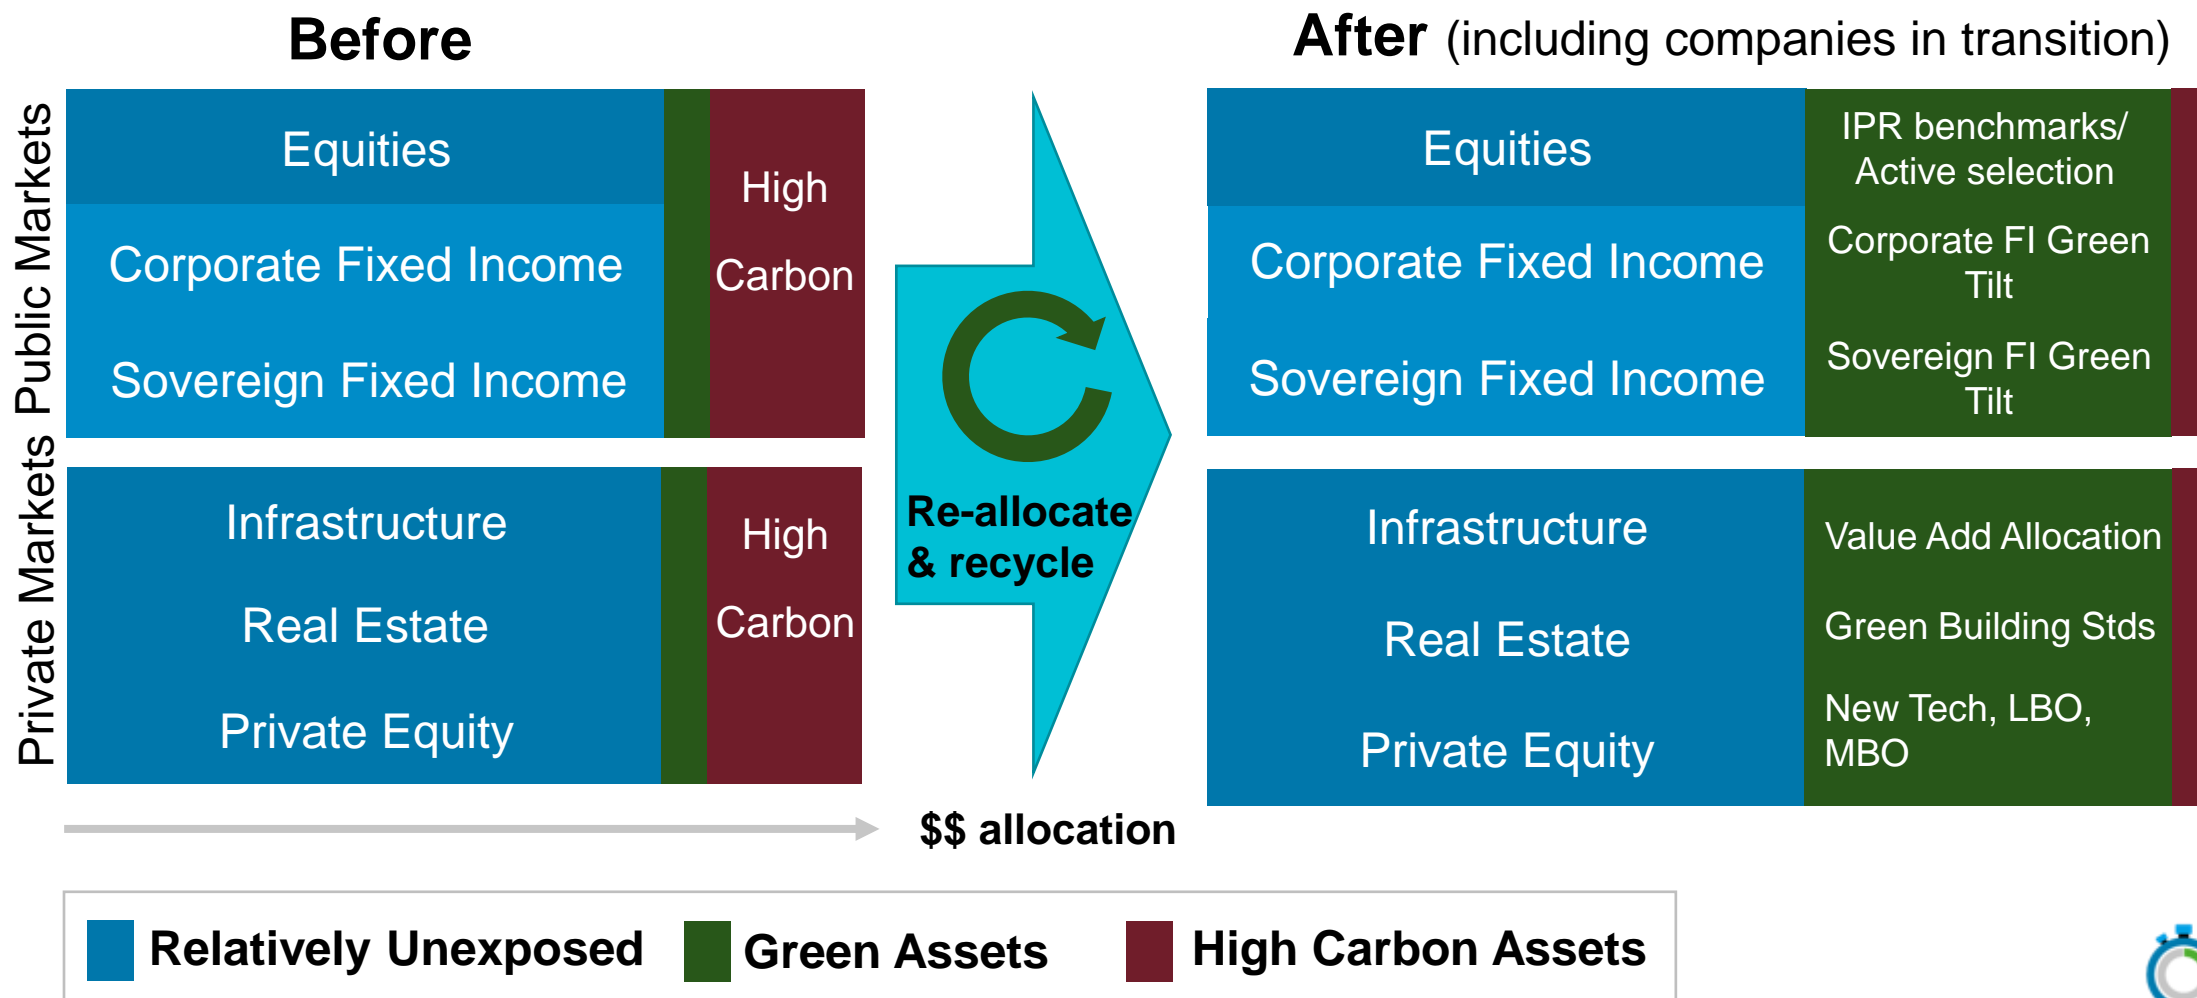 Before
After (including companies in transition)
Public Markets
Equities
Corporate Fixed Income
Sovereign Fixed Income
High
Carbon
Private Markets
Infrastructure
Real Estate
Private Equity
High
Carbon
Re-allocate
& recycle
Equities
Corporate Fixed Income
Sovereign Fixed Income
IPR benchmarks/
Active selection
Corporate FI Green
Tilt
Sovereign FI Green
Tilt
Infrastructure
Real Estate
Private Equity
Value Add Allocation
Green Building Stds
New Tech, LBO,
MBO
$$ allocation
Relatively Unexposed
Green Assets
High Carbon Assets